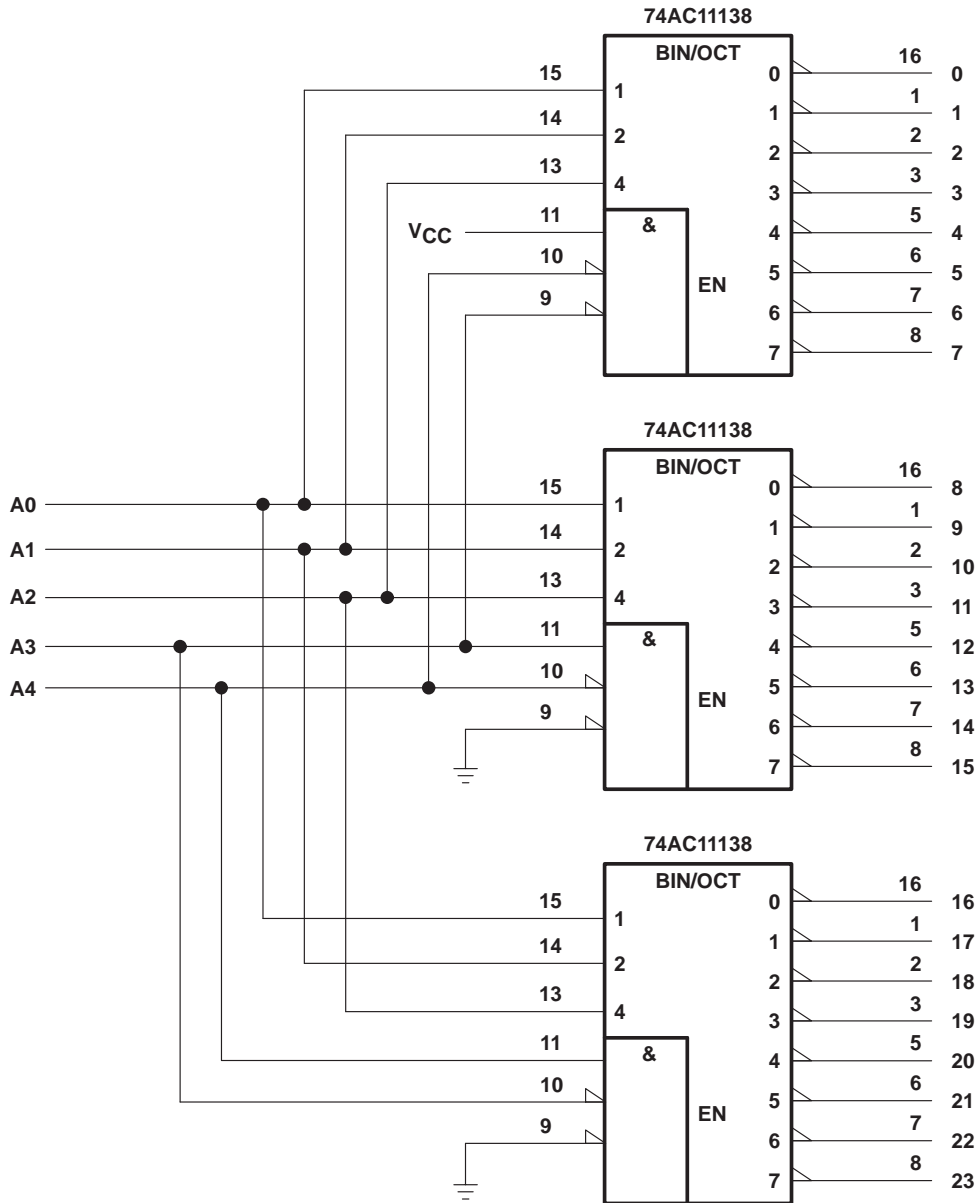 74AC11138
BIN/OCT
15 1 0 16 0
14 2 1 1 1
13 4 2 2 2
VCC 11 & 3 3 3
10 4 5 4
9 EN 5 6 5
6 7 6
7 8 7
74AC11138
BIN/OCT
A0 15 1 0 16 8
A1 14 2 1 1 9
A2 13 4 2 2 10
A3 11 & 3 3 11
A4 10 4 5 12
9 EN 5 6 13
6 7 14
7 8 15
74AC11138
BIN/OCT
15 1 0 16 16
14 2 1 1 17
13 4 2 2 18
11 & 3 3 19
10 4 5 20
9 EN 5 6 21
6 7 22
7 8 23